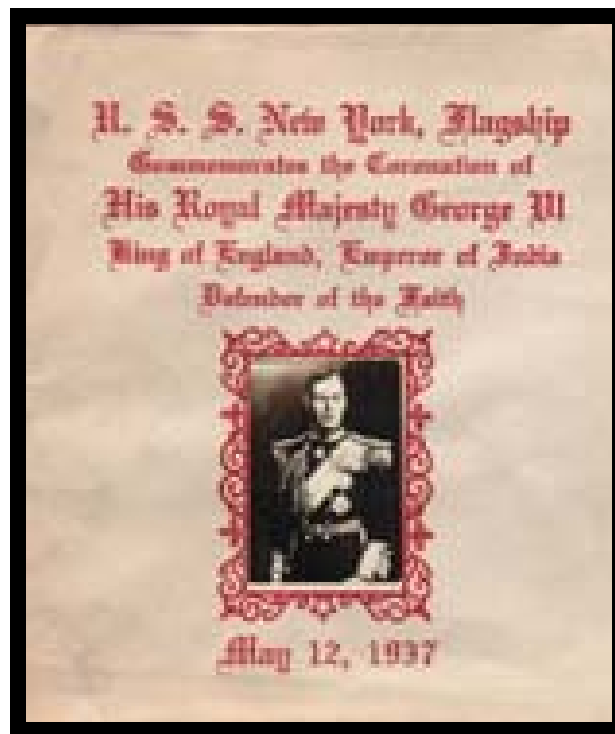 U. S. S. New York, Flagship
Commemorates the Coronation of
His Royal Majesty George VI
King of England, Emperor of India
Defender of the Faith
May 12, 1937